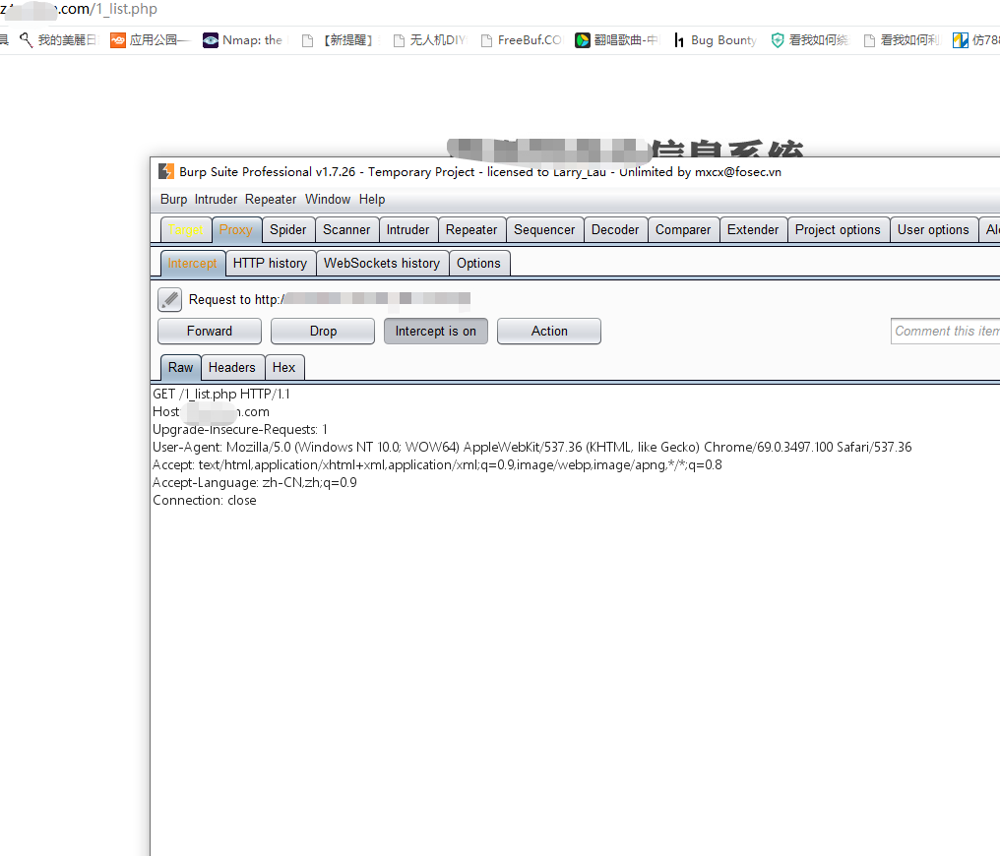 .com/1_list.php
具 我的美麗日 应用公园— Nmap: the 【新提醒】 无人机DIY FreeBuf.CO 翻唱歌曲-中 Bug Bounty 看我如何绕 看我如何利 仿788
信息系统
Burp Suite Professional v1.7.26 - Temporary Project - licensed to Larry_Lau - Unlimited by mxcx@fosec.vn
Burp Intruder Repeater Window Help
Target Proxy Spider Scanner Intruder Repeater Sequencer Decoder Comparer Extender Project options User options Ale
Intercept HTTP history WebSockets history Options
Request to http:/
Forward Drop Intercept is on Action Comment this item
Raw Headers Hex
GET /1_list.php HTTP/1.1
Host .com
Upgrade-Insecure-Requests: 1
User-Agent: Mozilla/5.0 (Windows NT 10.0; WOW64) AppleWebKit/537.36 (KHTML, like Gecko) Chrome/69.0.3497.100 Safari/537.36
Accept: text/html,application/xhtml+xml,application/xml;q=0.9,image/webp,image/apng,*/*;q=0.8
Accept-Language: zh-CN,zh;q=0.9
Connection: close